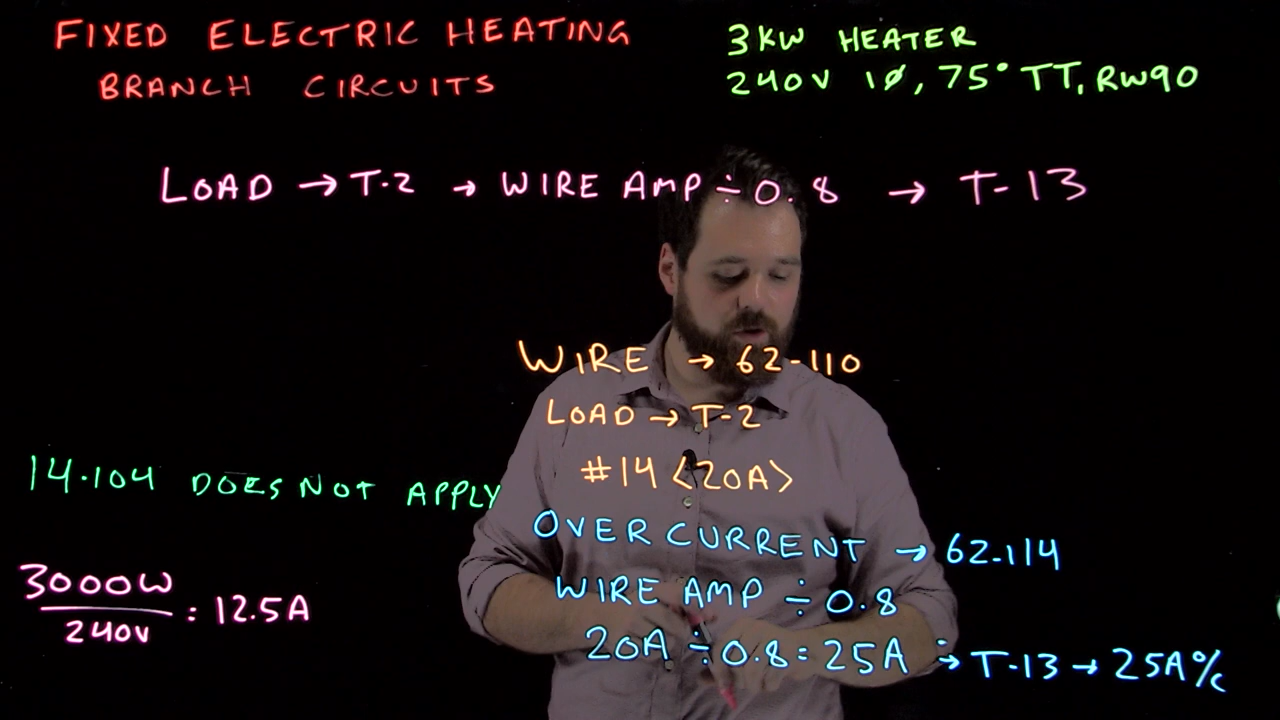 FIXED ELECTRIC HEATING
BRANCH CIRCUITS
3KW HEATER
240V 1Ø, 75° TT, RW90
LOAD → T-2 → WIRE AMP ÷ 0.8 → T-13
WIRE → 62-110
LOAD → T-2
#14 <20A>
14.104 DOES NOT APPLY
OVERCURRENT → 62-114
WIRE AMP ÷ 0.8
20A ÷ 0.8 = 25A ∴→ T-13 → 25A o/c
3000W
240V
= 12.5A